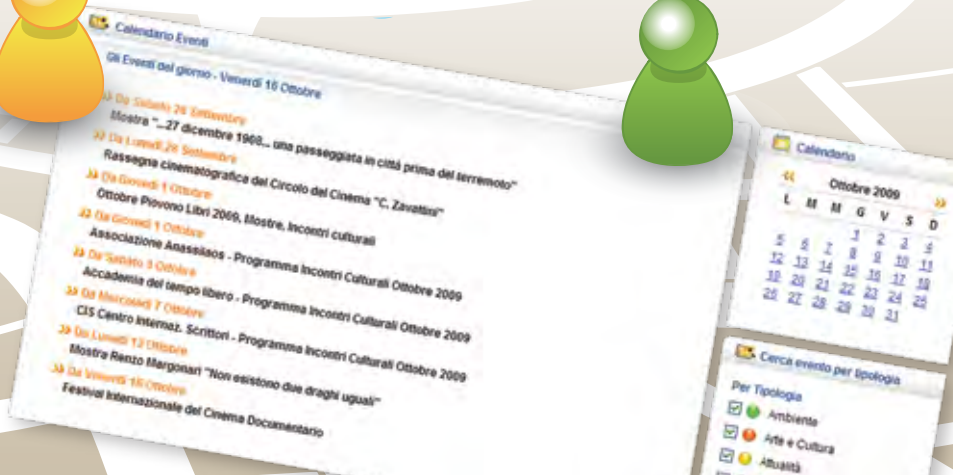 Calendario Eventi
Gli Eventi del giorno - Venerdì 16 Ottobre
Da Sabato 26 Settembre
Mostra "...27 dicembre 1908... una passeggiata in città prima del terremoto"
Da Lunedì 28 Settembre
Rassegna cinematografica del Circolo del Cinema "C. Zavattini"
Da Giovedì 1 Ottobre
Ottobre Piovono Libri 2009, Mostre, Incontri culturali
Da Giovedì 1 Ottobre
Associazione Anassilaos - Programma Incontri Culturali Ottobre 2009
Da Sabato 3 Ottobre
Accademia del tempo libero - Programma Incontri Culturali Ottobre 2009
Da Mercoledì 7 Ottobre
CIS Centro Internaz. Scrittori - Programma Incontri Culturali Ottobre 2009
Da Lunedì 12 Ottobre
Mostra Renzo Margonari "Non esistono due draghi uguali"
Da Venerdì 16 Ottobre
Festival Internazionale del Cinema Documentario
Calendario
Ottobre 2009
L M M G V S D
1 2 3 4
5 6 7 8 9 10 11
12 13 14 15 16 17 18
19 20 21 22 23 24 25
26 27 28 29 30 31
Cerca evento per tipologia
Per Tipologia
Ambiente
Arte e Cultura
Attualità